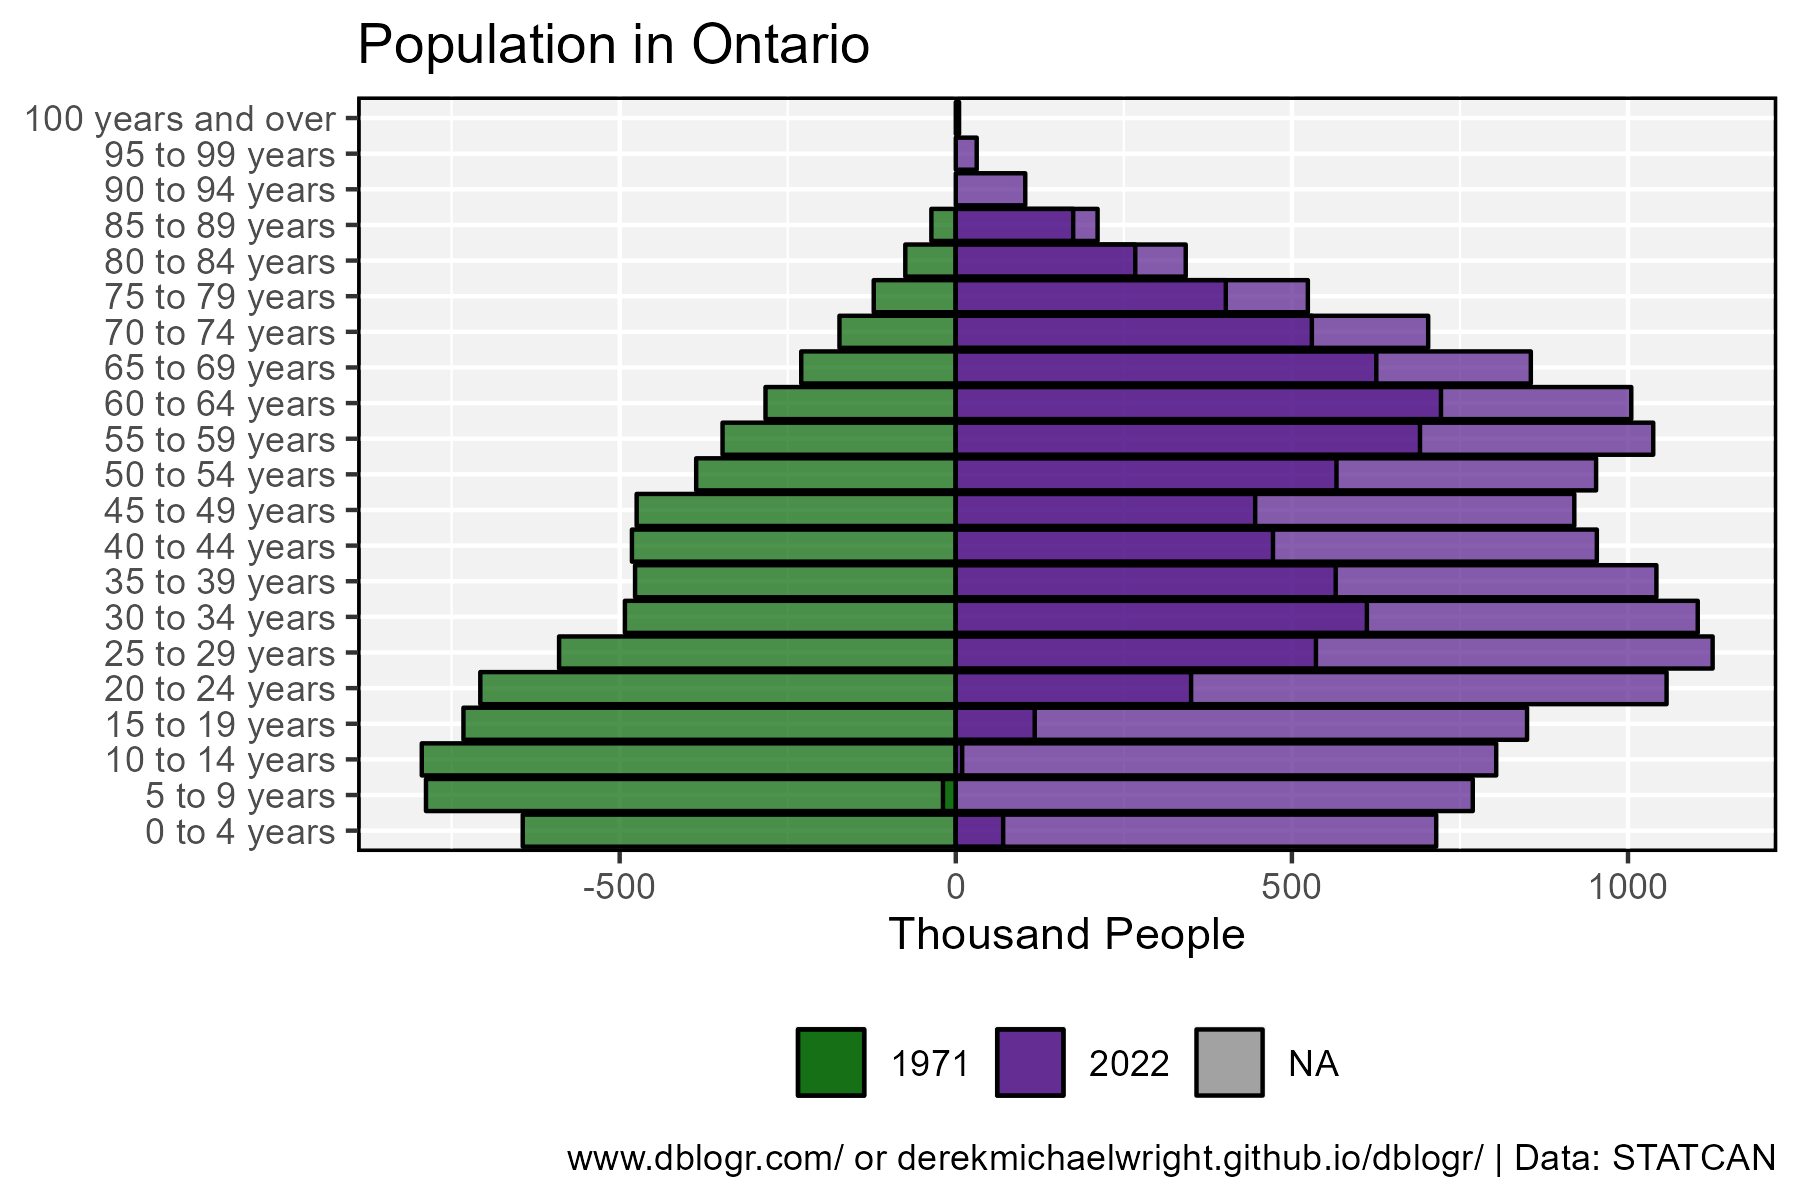 Population in Ontario
100 years and over
95 to 99 years
90 to 94 years
85 to 89 years
80 to 84 years
75 to 79 years
70 to 74 years
65 to 69 years
60 to 64 years
55 to 59 years
50 to 54 years
45 to 49 years
40 to 44 years
35 to 39 years
30 to 34 years
25 to 29 years
20 to 24 years
15 to 19 years
10 to 14 years
5 to 9 years
0 to 4 years
-500 0 500 1000
Thousand People
1971 2022 NA
www.dblogr.com/ or derekmichaelwright.github.io/dblogr/ | Data: STATCAN